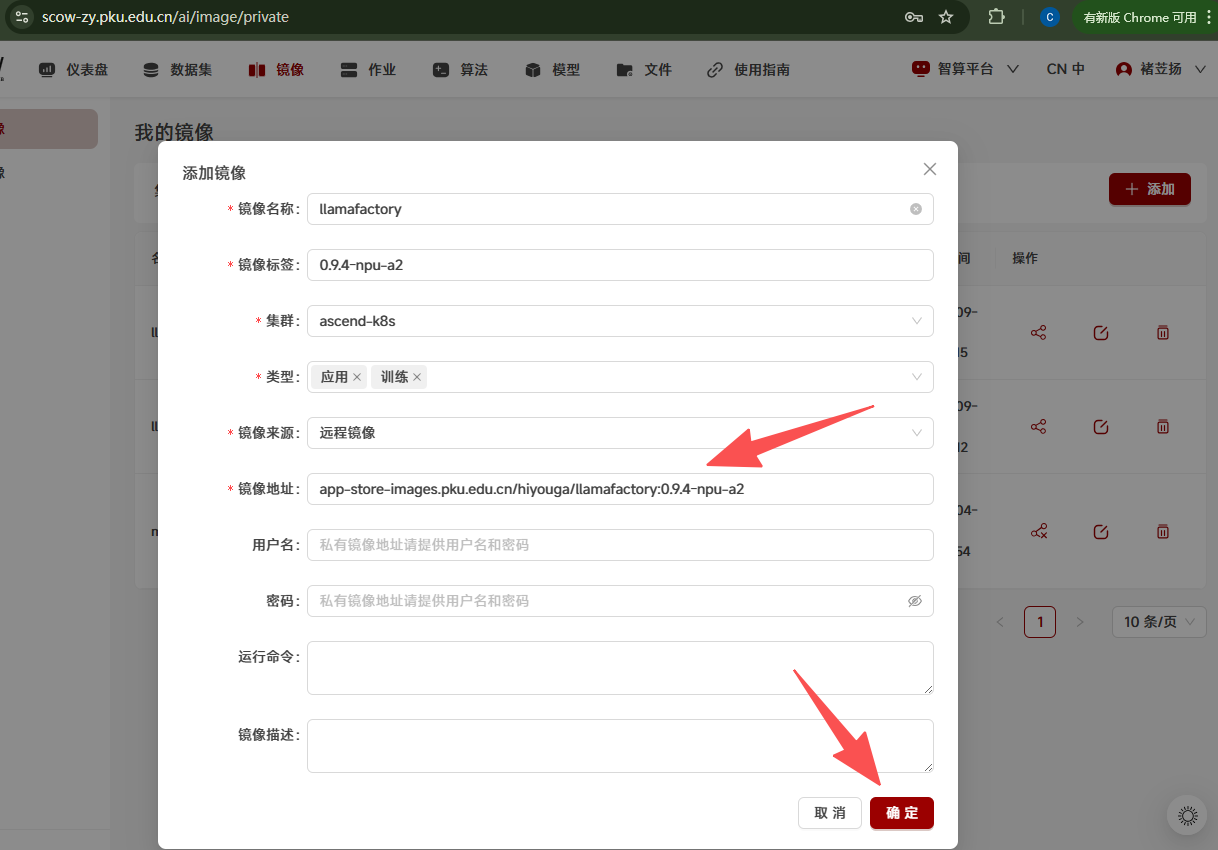 scow-zy.pku.edu.cn/ai/image/private
C
有新版 Chrome 可用
仪表盘 数据集 镜像 作业 算法 模型 文件 使用指南 智算平台 CN 中 褚苙扬
我的镜像
添加镜像
添加
* 镜像名称: llamafactory
* 镜像标签: 0.9.4-npu-a2
间 操作
* 集群: ascend-k8s
09-
15
* 类型: 应用 训练
09-
* 镜像来源: 远程镜像
12
* 镜像地址: app-store-images.pku.edu.cn/hiyouga/llamafactory:0.9.4-npu-a2
04-
用户名: 私有镜像地址请提供用户名和密码
54
密码: 私有镜像地址请提供用户名和密码
1 10 条/页
运行命令:
镜像描述:
取 消 确 定